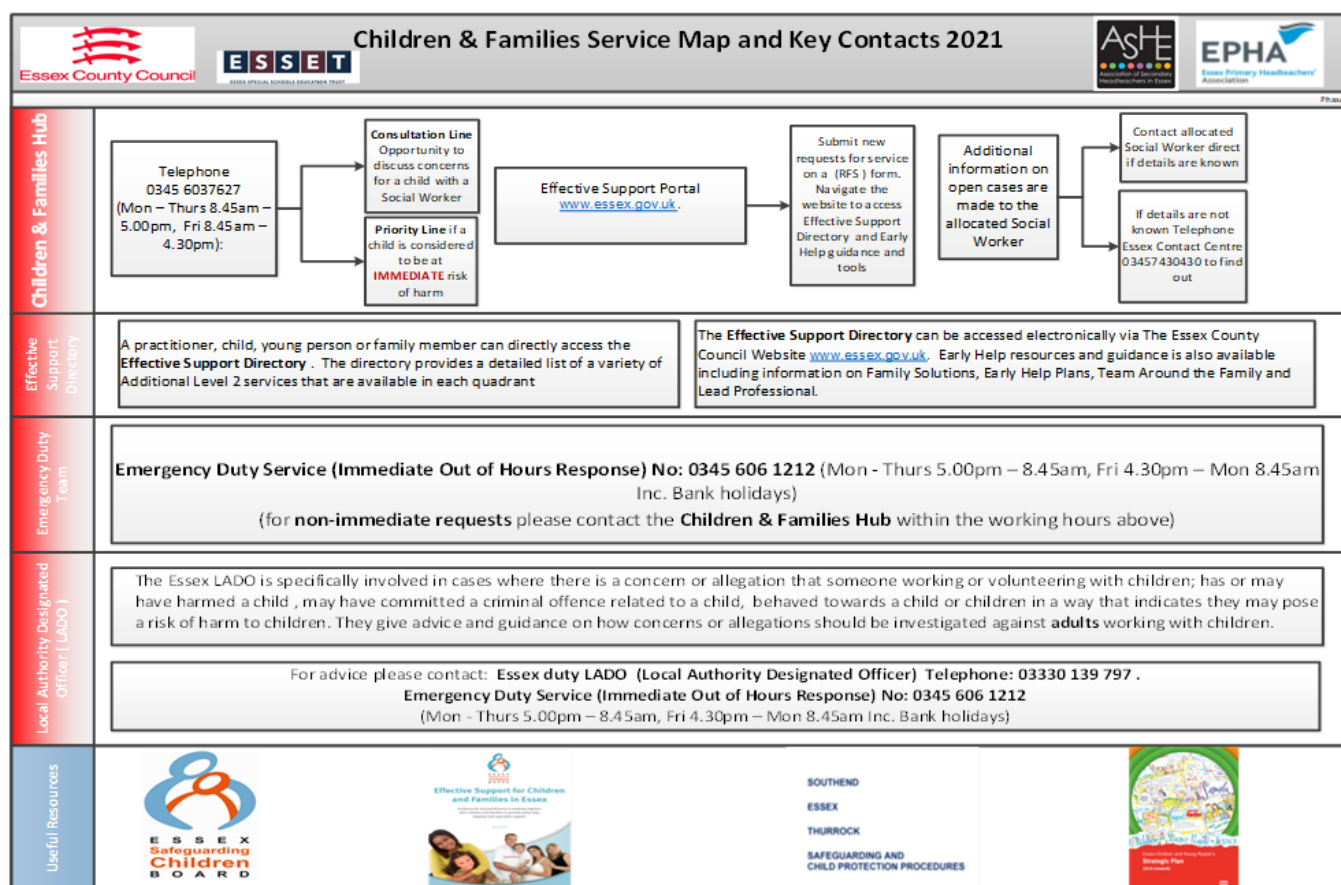 Children & Families Service Map and Key Contacts 2021
Essex County Council
ESSET
ESSEX SPECIAL SCHOOLS EDUCATION TRUST
ASHE
Association of Secondary
Headteachers in Essex
EPHA
Essex Primary Headteachers'
Association
Children & Families Hub
Telephone
0345 6037627
(Mon – Thurs 8.45am –
5.00pm, Fri 8.45am –
4.30pm):
Consultation Line
Opportunity to
discuss concerns
for a child with a
Social Worker
Priority Line if a
child is considered
to be at
IMMEDIATE risk
of harm
Effective Support Portal
www.essex.gov.uk.
Submit new
requests for service
on a (RFS ) form.
Navigate the
website to access
Effective Support
Directory and Early
Help guidance and
tools
Additional
information on
open cases are
made to the
allocated Social
Worker
Contact allocated
Social Worker direct
if details are known
If details are not
known Telephone
Essex Contact Centre
03457430430 to find
out
Effective
Support
Directory
A practitioner, child, young person or family member can directly access the
Effective Support Directory . The directory provides a detailed list of a variety of
Additional Level 2 services that are available in each quadrant
The Effective Support Directory can be accessed electronically via The Essex County
Council Website www.essex.gov.uk. Early Help resources and guidance is also available
including information on Family Solutions, Early Help Plans, Team Around the Family and
Lead Professional.
Emergency Duty
Team
Emergency Duty Service (Immediate Out of Hours Response) No: 0345 606 1212 (Mon - Thurs 5.00pm – 8.45am, Fri 4.30pm – Mon 8.45am
Inc. Bank holidays)
(for non-immediate requests please contact the Children & Families Hub within the working hours above)
Local Authority Designated
Officer ( LADO )
The Essex LADO is specifically involved in cases where there is a concern or allegation that someone working or volunteering with children; has or may
have harmed a child , may have committed a criminal offence related to a child, behaved towards a child or children in a way that indicates they may pose
a risk of harm to children. They give advice and guidance on how concerns or allegations should be investigated against adults working with children.
For advice please contact: Essex duty LADO (Local Authority Designated Officer) Telephone: 03330 139 797 .
Emergency Duty Service (Immediate Out of Hours Response) No: 0345 606 1212
(Mon - Thurs 5.00pm – 8.45am, Fri 4.30pm – Mon 8.45am Inc. Bank holidays)
Useful Resources
ESSEX
Safeguarding
Children
BOARD
Effective Support for Children
and Families in Essex
SOUTHEND
ESSEX
THURROCK
SAFEGUARDING AND
CHILD PROTECTION PROCEDURES
Essex Children and Young People's
Strategic Plan